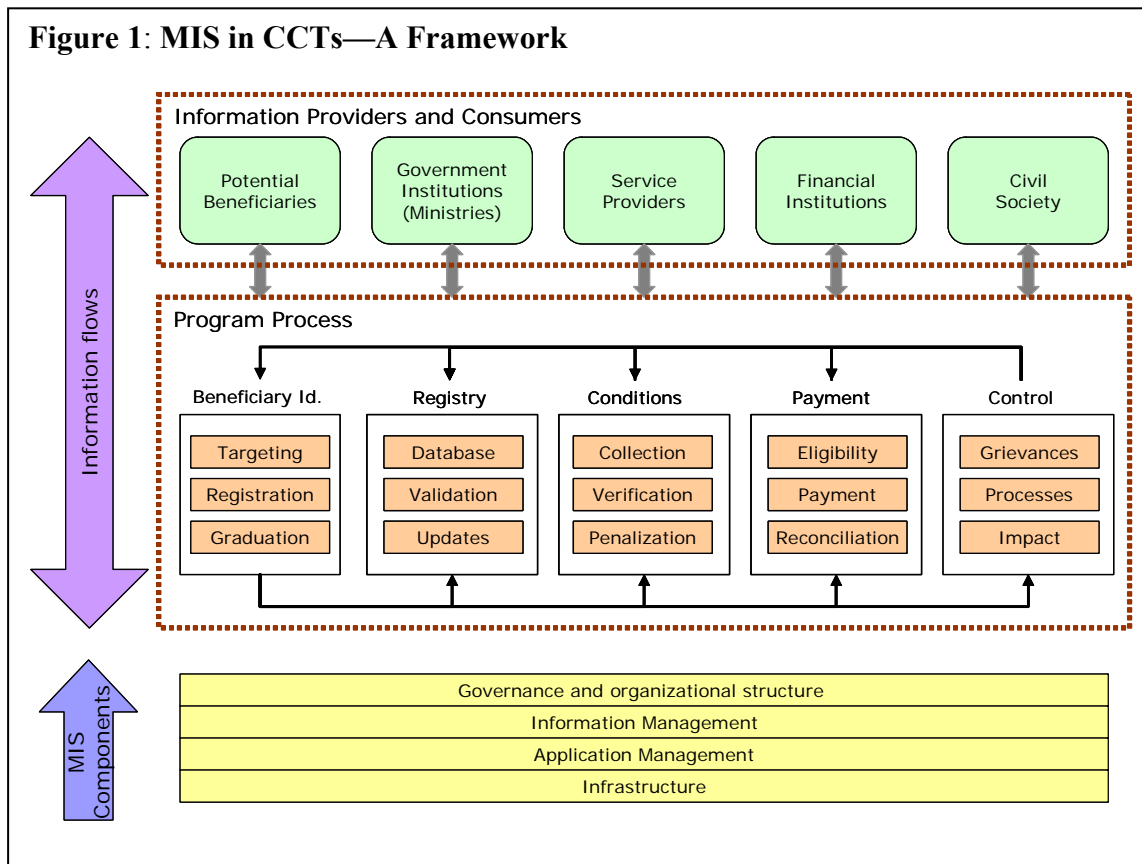 Figure 1: MIS in CCTs—A Framework
Information Providers and Consumers
Potential
Beneficiaries
Government
Institutions
(Ministries)
Service
Providers
Financial
Institutions
Civil
Society
Information flows
Program Process
Beneficiary Id.
Targeting
Registration
Graduation
Registry
Database
Validation
Updates
Conditions
Collection
Verification
Penalization
Payment
Eligibility
Payment
Reconciliation
Control
Grievances
Processes
Impact
MIS
Components
Governance and organizational structure
Information Management
Application Management
Infrastructure